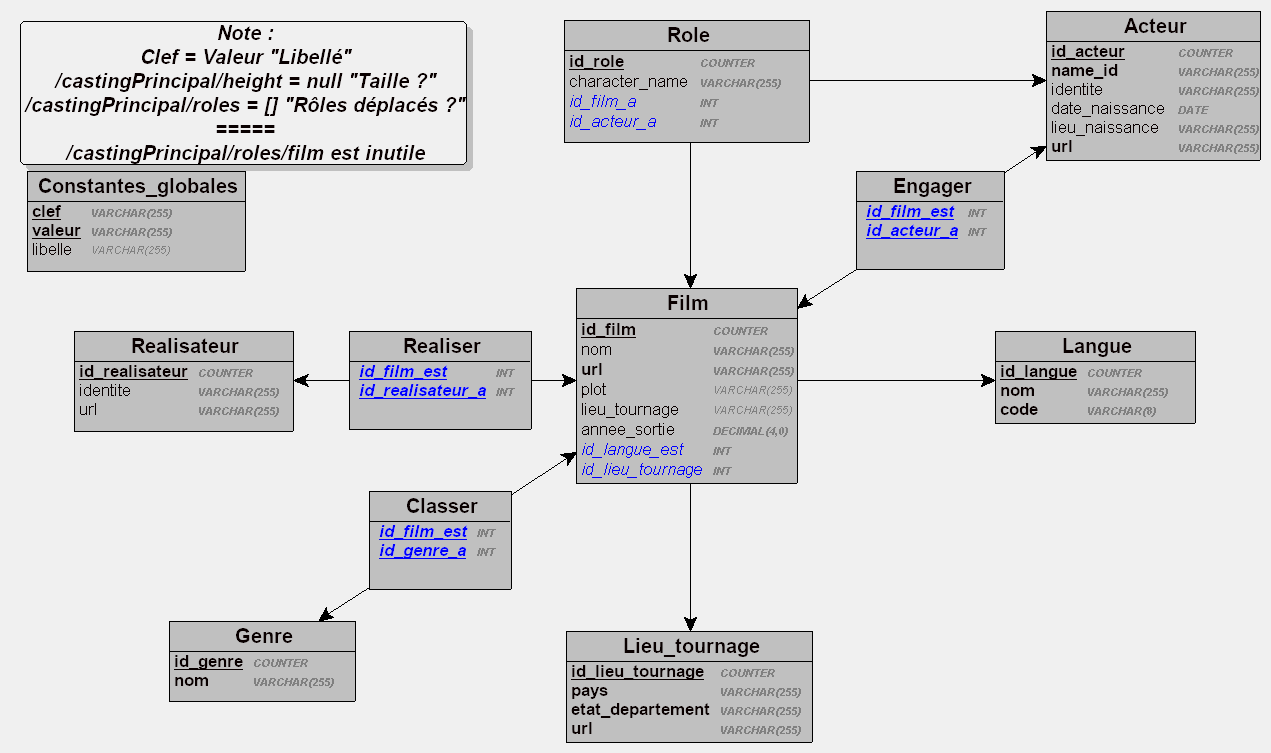 Note :
Clef = Valeur "Libellé"
/castingPrincipal/height = null "Taille ?"
/castingPrincipal/roles = [] "Rôles déplacés ?"
=====
/castingPrincipal/roles/film est inutile
Constantes_globales
clef VARCHAR(255)
valeur VARCHAR(255)
libelle VARCHAR(255)
Role
id_role COUNTER
character_name VARCHAR(255)
id_film_a INT
id_acteur_a INT
Acteur
id_acteur COUNTER
name_id VARCHAR(255)
identite VARCHAR(255)
date_naissance DATE
lieu_naissance VARCHAR(255)
url VARCHAR(255)
Engager
id_film_est INT
id_acteur_a INT
Realisateur
id_realisateur COUNTER
identite VARCHAR(255)
url VARCHAR(255)
Realiser
id_film_est INT
id_realisateur_a INT
Film
id_film COUNTER
nom VARCHAR(255)
url VARCHAR(255)
plot VARCHAR(255)
lieu_tournage VARCHAR(255)
annee_sortie DECIMAL(4,0)
id_langue_est INT
id_lieu_tournage INT
Langue
id_langue COUNTER
nom VARCHAR(255)
code VARCHAR(8)
Classer
id_film_est INT
id_genre_a INT
Genre
id_genre COUNTER
nom VARCHAR(255)
Lieu_tournage
id_lieu_tournage COUNTER
pays VARCHAR(255)
etat_departement VARCHAR(255)
url VARCHAR(255)